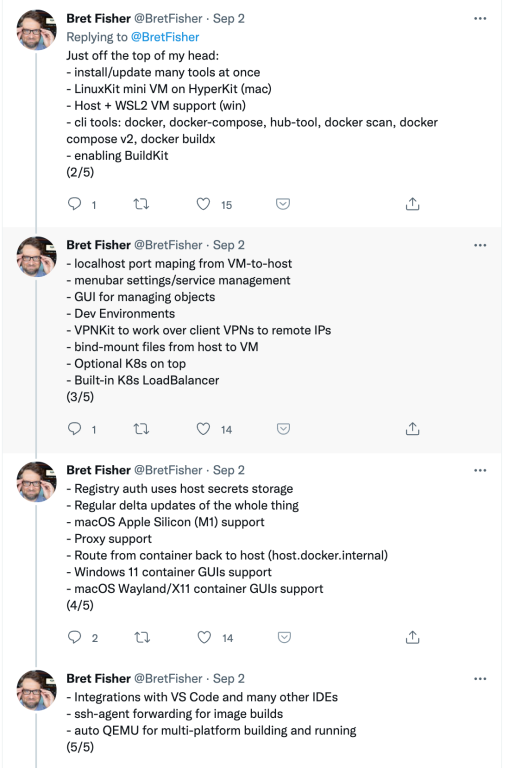 Bret Fisher @BretFisher · Sep 2
Replying to @BretFisher
Just off the top of my head:
- install/update many tools at once
- LinuxKit mini VM on HyperKit (mac)
- Host + WSL2 VM support (win)
- cli tools: docker, docker-compose, hub-tool, docker scan, docker
compose v2, docker buildx
- enabling BuildKit
(2/5)
1 15
Bret Fisher @BretFisher · Sep 2
- localhost port maping from VM-to-host
- menubar settings/service management
- GUI for managing objects
- Dev Environments
- VPNKit to work over client VPNs to remote IPs
- bind-mount files from host to VM
- Optional K8s on top
- Built-in K8s LoadBalancer
(3/5)
1 14
Bret Fisher @BretFisher · Sep 2
- Registry auth uses host secrets storage
- Regular delta updates of the whole thing
- macOS Apple Silicon (M1) support
- Proxy support
- Route from container back to host (host.docker.internal)
- Windows 11 container GUIs support
- macOS Wayland/X11 container GUIs support
(4/5)
2 14
Bret Fisher @BretFisher · Sep 2
- Integrations with VS Code and many other IDEs
- ssh-agent forwarding for image builds
- auto QEMU for multi-platform building and running
(5/5)